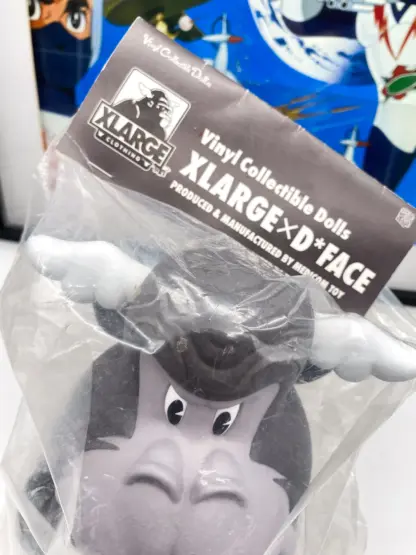 Vinyl Collectible Dolls
XLARGE
CLOTHING
Vinyl Collectible Dolls
XLARGE×D*FACE
PRODUCED & MANUFACTURED BY MEDICOM TOY